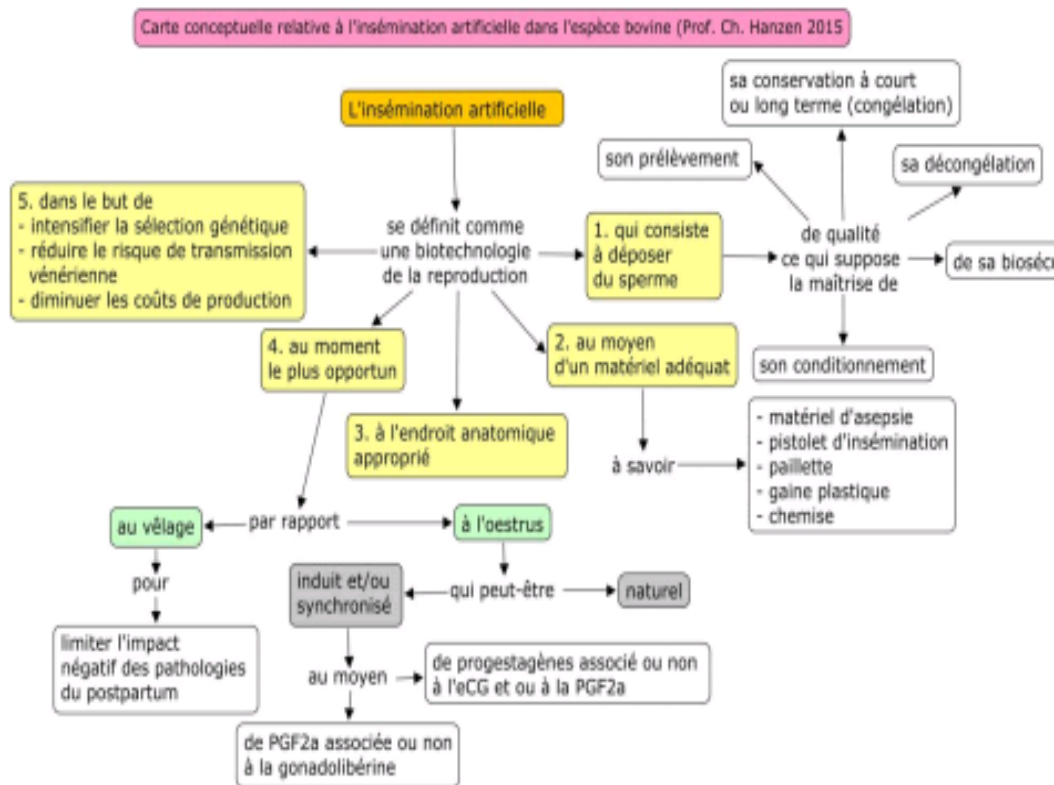 Carte conceptuelle relative à l'insémination artificielle dans l'espèce bovine (Prof. Ch. Hanzen 2015
L'insémination artificielle
se définit comme
une biotechnologie
de la reproduction
1. qui consiste
à déposer
du sperme
de qualité
ce qui suppose
la maîtrise de
son prélèvement
sa conservation à court
ou long terme (congélation)
sa décongélation
de sa
son conditionnement
2. au moyen
d'un matériel adéquat
à savoir
- matériel d'asepsie
- pistolet d'insémination
- paillette
- gaine plastique
- chemise
3. à l'endroit anatomique
approprié
4. au moment
le plus opportun
par rapport
au vêlage
pour
limiter l'impact
négatif des pathologies
du postpartum
à l'oestrus
qui peut-être
naturel
induit et/ou
synchronisé
au moyen
de progestagènes associé ou non
à l'eCG et ou à la PGF2a
de PGF2a associée ou non
à la gonadolibérine
5. dans le but de
- intensifier la sélection génétique
- réduire le risque de transmission
vénérienne
- diminuer les coûts de production